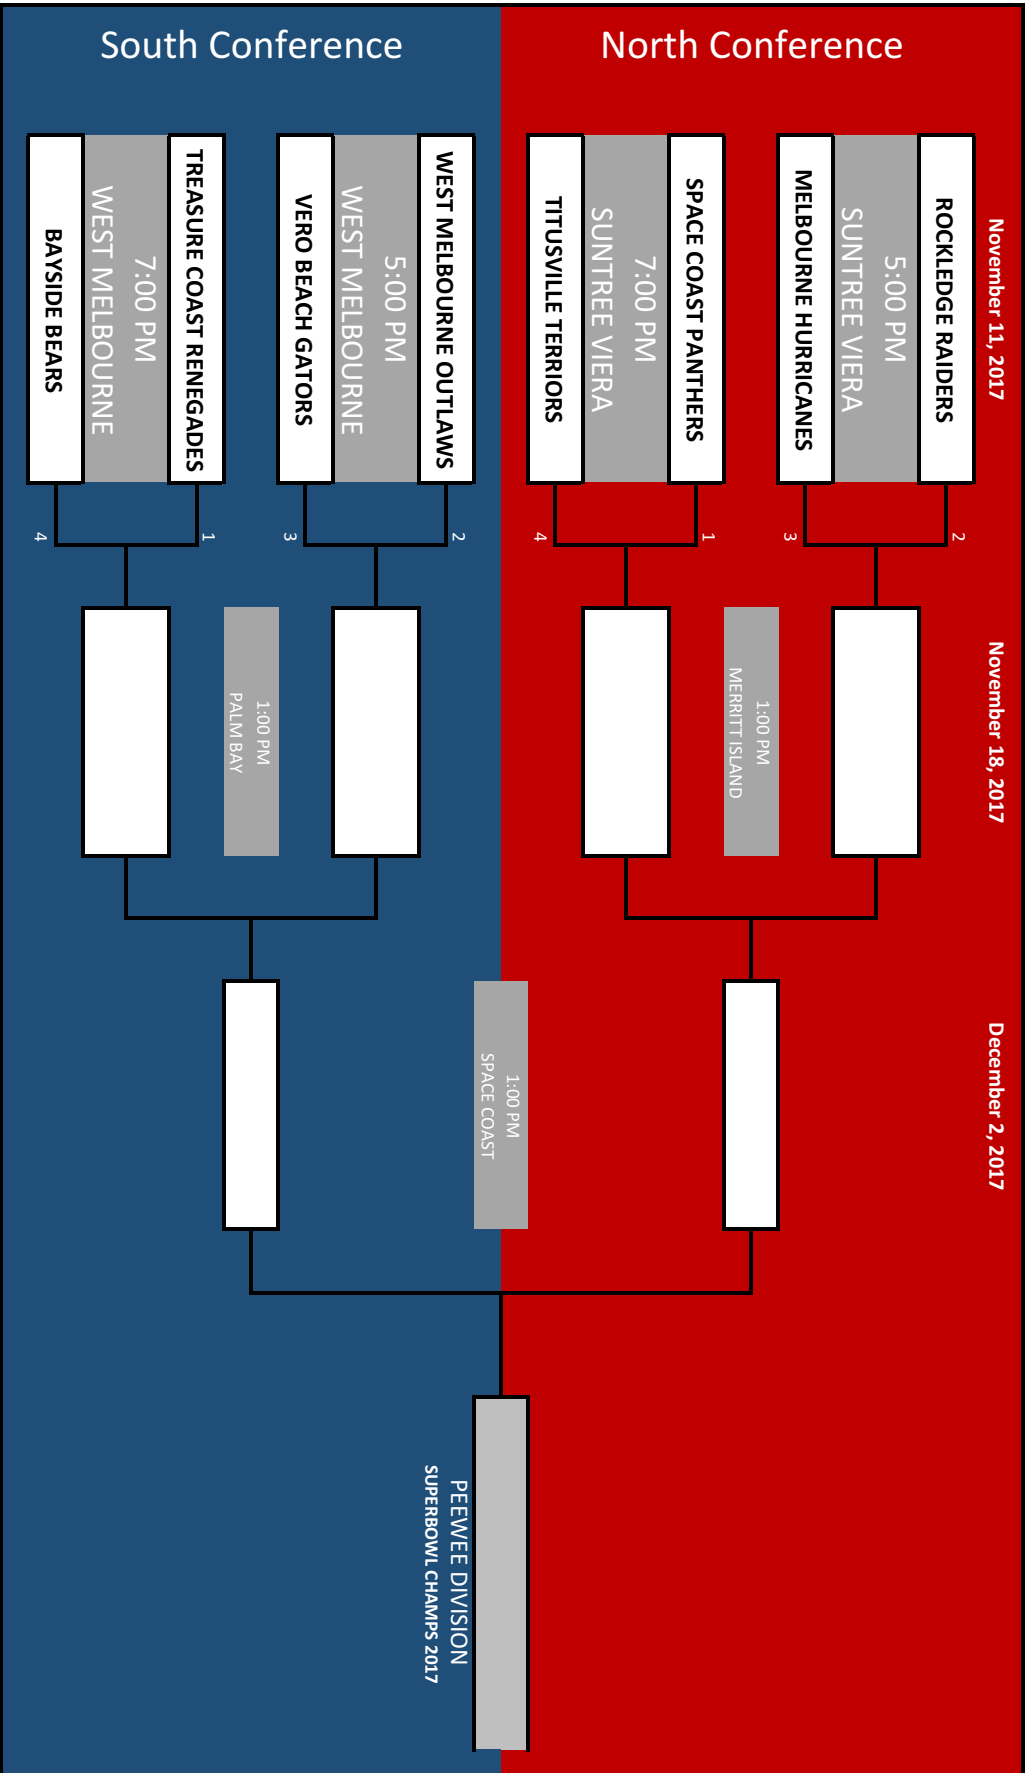 November 11, 2017
November 18, 2017
December 2, 2017
North Conference
ROCKLEDGE RAIDERS
2
5:00 PM
SUNTREE VIERA
MELBOURNE HURRICANES
3
1:00 PM
MERRITT ISLAND
SPACE COAST PANTHERS
1
7:00 PM
SUNTREE VIERA
TITUSVILLE TERRIORS
4
1:00 PM
SPACE COAST
PEEWEE DIVISION
SUPERBOWL CHAMPS 2017
South Conference
WEST MELBOURNE OUTLAWS
2
5:00 PM
WEST MELBOURNE
VERO BEACH GATORS
3
1:00 PM
PALM BAY
TREASURE COAST RENEGADES
1
7:00 PM
WEST MELBOURNE
BAYSIDE BEARS
4